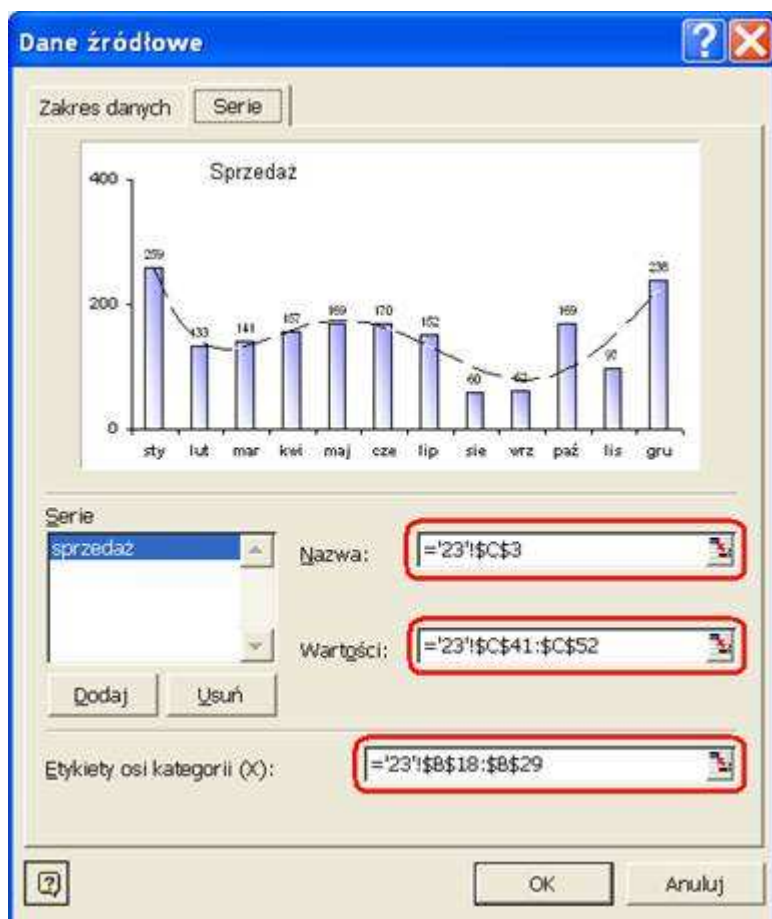 Dane źródłowe
Zakres danych Serie
Sprzedaż
400
200
0
259 133 141 157 169 170 152 60 62 169 97 238
sty lut mar kwi maj cze lip sie wrz paź lis gru
Serie
sprzedaż
Nazwa: ='23'!$C$3
Wartości: ='23'!$C$41:$C$52
Dodaj Usuń
Etykiety osi kategorii (X): ='23'!$B$18:$B$29
OK Anuluj